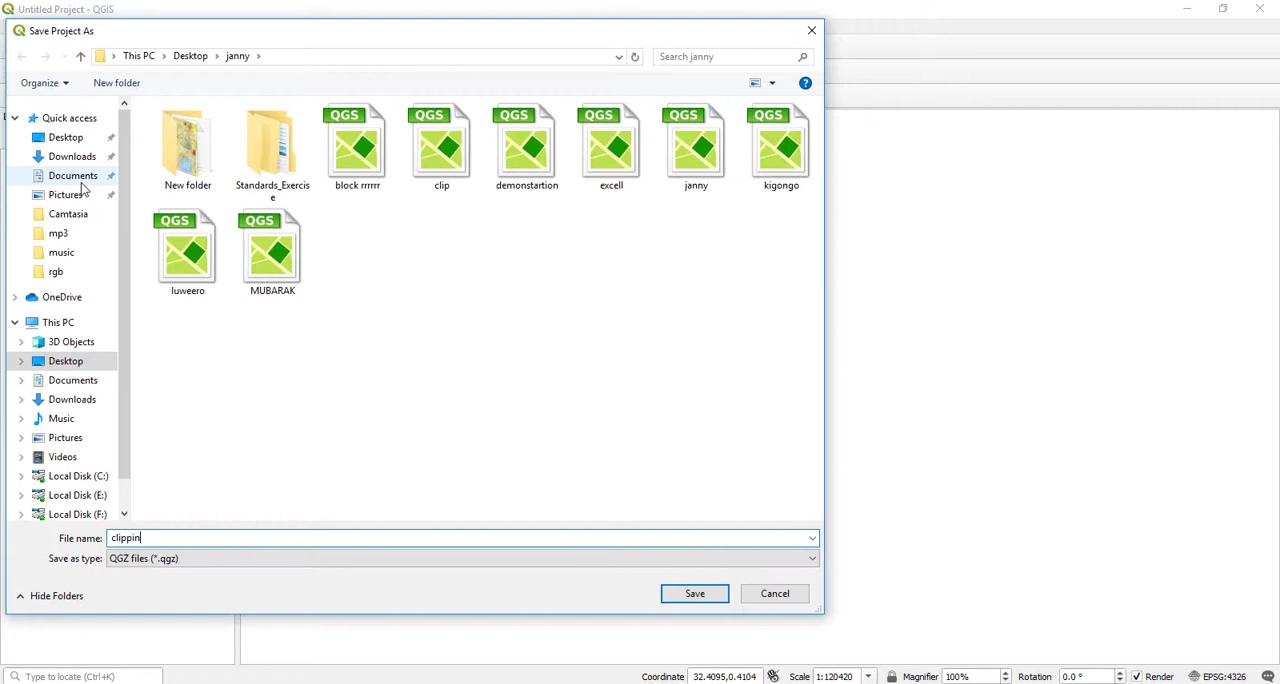 Untitled Project - QGIS
Save Project As
This PC > Desktop > janny >
Search janny
Organize
New folder
Quick access
Desktop
Downloads
Documents
Pictures
Camtasia
mp3
music
rgb
OneDrive
This PC
3D Objects
Desktop
Documents
Downloads
Music
Pictures
Videos
Local Disk (C:)
Local Disk (E:)
Local Disk (F:)
QGS QGS QGS QGS QGS QGS
New folder
Standards_Exercis
e
block rrrrrr
clip
demonstartion
excell
janny
kigongo
QGS QGS
luweero
MUBARAK
File name: clippin
Save as type: QGZ files (*.qgz)
Hide Folders
Save
Cancel
Type to locate (Ctrl+K)
Coordinate 32.4095,0.4104 Scale 1:120420 Magnifier 100% Rotation 0.0 ° Render EPSG:4326